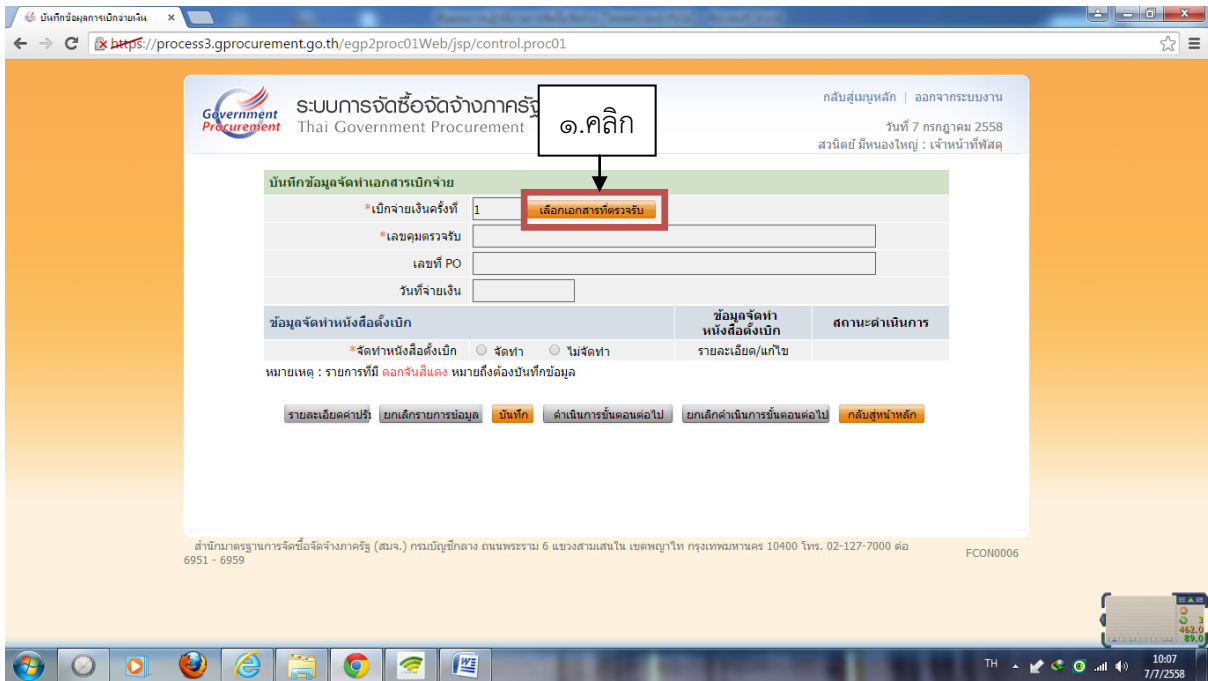 บันทึกข้อมูลการเบิกจ่ายเงิน
https://process3.gprocurement.go.th/egp2proc01Web/jsp/control.proc01
Government
Procurement
ระบบการจัดซื้อจัดจ้างภาครัฐ
Thai Government Procurement
กลับสู่เมนูหลัก | ออกจากระบบงาน
วันที่ 7 กรกฎาคม 2558
สวนิตย์ มีหนองใหญ่ : เจ้าหน้าที่พัสดุ
๑.คลิก
บันทึกข้อมูลจัดทำเอกสารเบิกจ่าย
*เบิกจ่ายเงินครั้งที่ 1 เลือกเอกสารที่ตรวจรับ
*เลขคุมตรวจรับ
เลขที่ PO
วันที่จ่ายเงิน
ข้อมูลจัดทำหนังสือตั้งเบิก ข้อมูลจัดทำหนังสือตั้งเบิก สถานะดำเนินการ
*จัดทำหนังสือตั้งเบิก จัดทำ ไม่จัดทำ รายละเอียด/แก้ไข
หมายเหตุ : รายการที่มี ดอกจันสีแดง หมายถึงต้องบันทึกข้อมูล
รายละเอียดค่าปรับ ยกเลิกรายการข้อมูล บันทึก ดำเนินการขั้นตอนต่อไป ยกเลิกดำเนินการขั้นตอนต่อไป กลับสู่หน้าหลัก
สำนักมาตรฐานการจัดซื้อจัดจ้างภาครัฐ (สมจ.) กรมบัญชีกลาง ถนนพระราม 6 แขวงสามเสนใน เขตพญาไท กรุงเทพมหานคร 10400 โทร. 02-127-7000 ต่อ
6951 - 6959
FCON0006
3
462.0
89.0
TH
10:07
7/7/2558